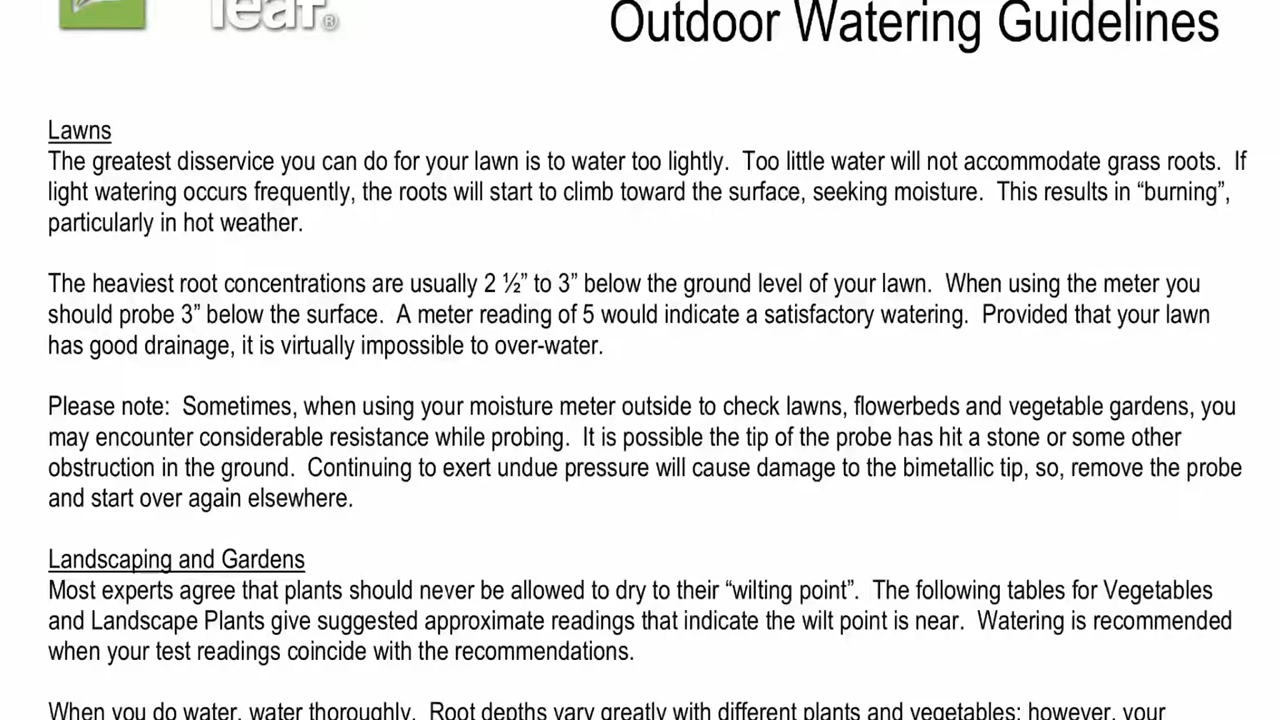 leaf®
Outdoor Watering Guidelines
Lawns
The greatest disservice you can do for your lawn is to water too lightly.  Too little water will not accommodate grass roots.  If
light watering occurs frequently, the roots will start to climb toward the surface, seeking moisture.  This results in “burning”,
particularly in hot weather.
The heaviest root concentrations are usually 2 ½” to 3” below the ground level of your lawn.  When using the meter you
should probe 3” below the surface.  A meter reading of 5 would indicate a satisfactory watering.  Provided that your lawn
has good drainage, it is virtually impossible to over-water.
Please note:  Sometimes, when using your moisture meter outside to check lawns, flowerbeds and vegetable gardens, you
may encounter considerable resistance while probing.  It is possible the tip of the probe has hit a stone or some other
obstruction in the ground.  Continuing to exert undue pressure will cause damage to the bimetallic tip, so, remove the probe
and start over again elsewhere.
Landscaping and Gardens
Most experts agree that plants should never be allowed to dry to their “wilting point”.  The following tables for Vegetables
and Landscape Plants give suggested approximate readings that indicate the wilt point is near.  Watering is recommended
when your test readings coincide with the recommendations.
When you do water, water thoroughly.  Root depths vary greatly with different plants and vegetables; however, your